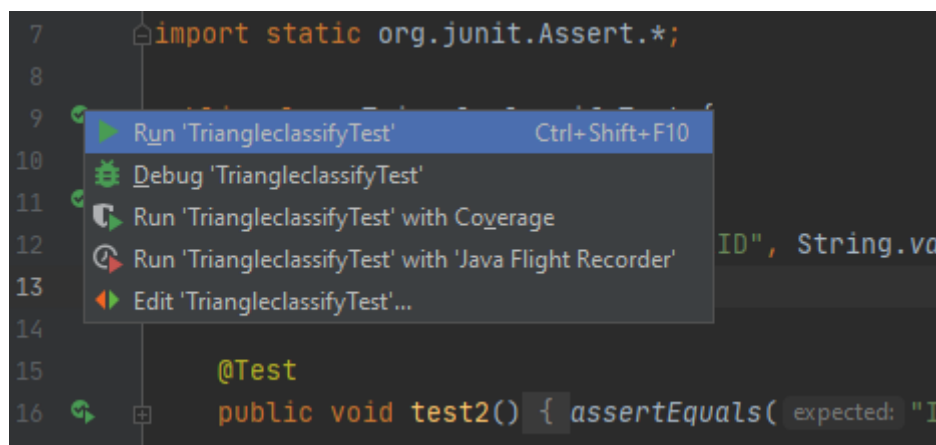 7 import static org.junit.Assert.*;
8
9
Run 'TriangleclassifyTest' Ctrl+Shift+F10
10
Debug 'TriangleclassifyTest'
11
Run 'TriangleclassifyTest' with Coverage
12 ID", String.va
Run 'TriangleclassifyTest' with 'Java Flight Recorder'
13
Edit 'TriangleclassifyTest'...
14
15 @Test
16 public void test2() { assertEquals( expected: "I